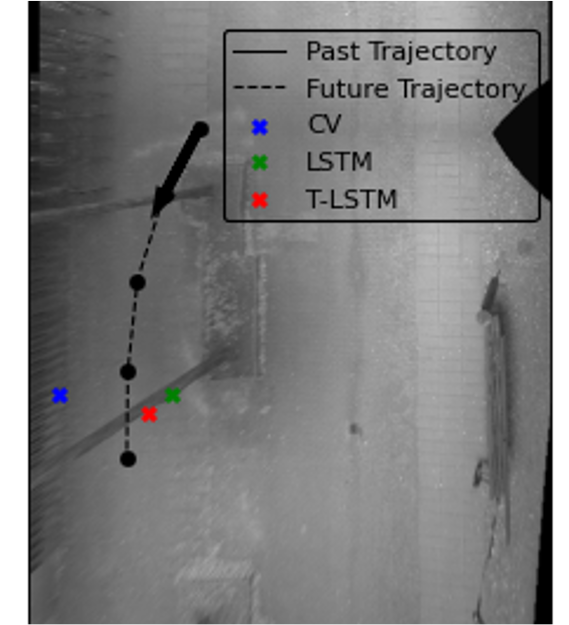 Past Trajectory
Future Trajectory
CV
LSTM
T-LSTM